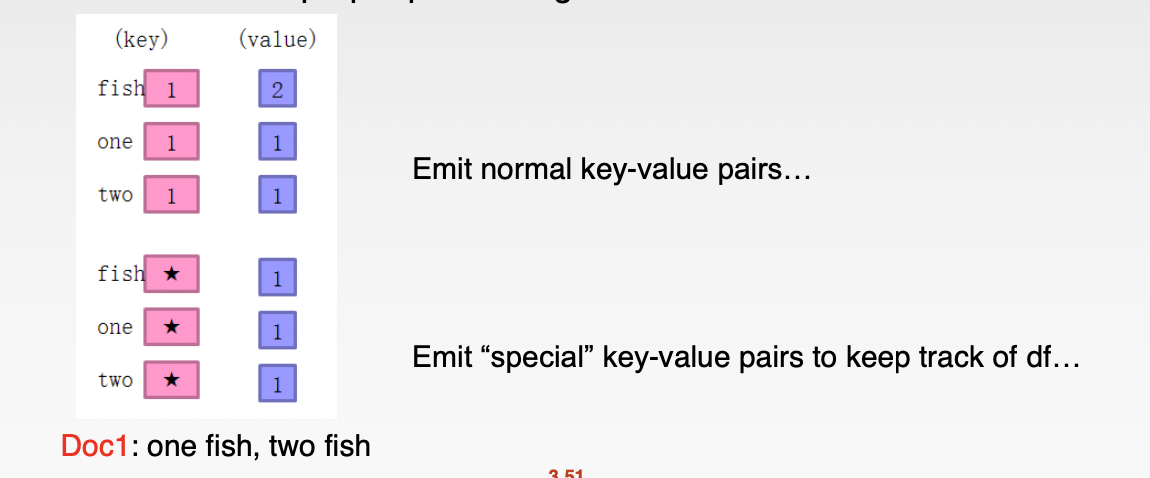 (key) (value)
fish 1 2
one 1 1
two 1 1
Emit normal key-value pairs…
fish ★ 1
one ★ 1
two ★ 1
Emit “special” key-value pairs to keep track of df…
Doc1: one fish, two fish
3.51